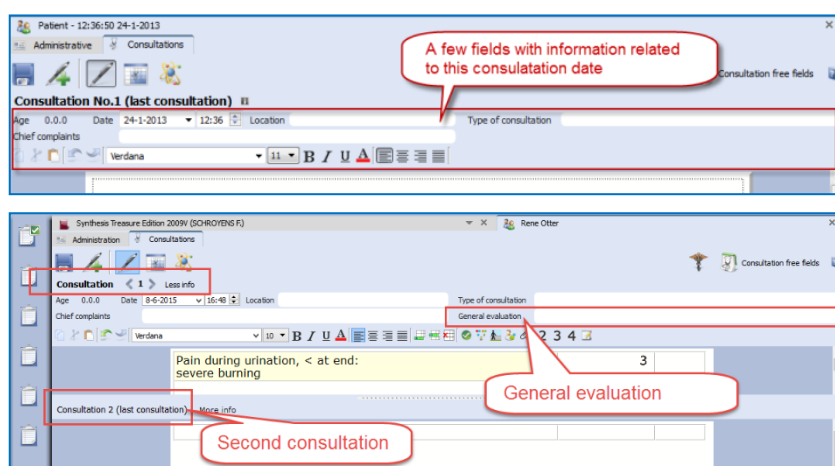 Patient - 12:36:50 24-1-2013
Administrative Consultations
A few fields with information related
to this consulatation date
Consultation free fields
Consultation No.1 (last consultation)
Age 0.0.0 Date 24-1-2013 12:36 Location Type of consultation
Chief complaints
Verdana 11 B I U A
Synthesis Treasure Edition 2009V (SCHROYENS F.) Rene Otter
Administration Consultations
Consultation free fields
Consultation < 1 > Less info
Age 0.0.0 Date 8-6-2015 16:48 Location Type of consultation
Chief complaints General evaluation
Verdana 10 B I U A 2 3 4
Pain during urination, < at end: 3
severe burning
General evaluation
Consultation 2 (last consultation) More info
Second consultation